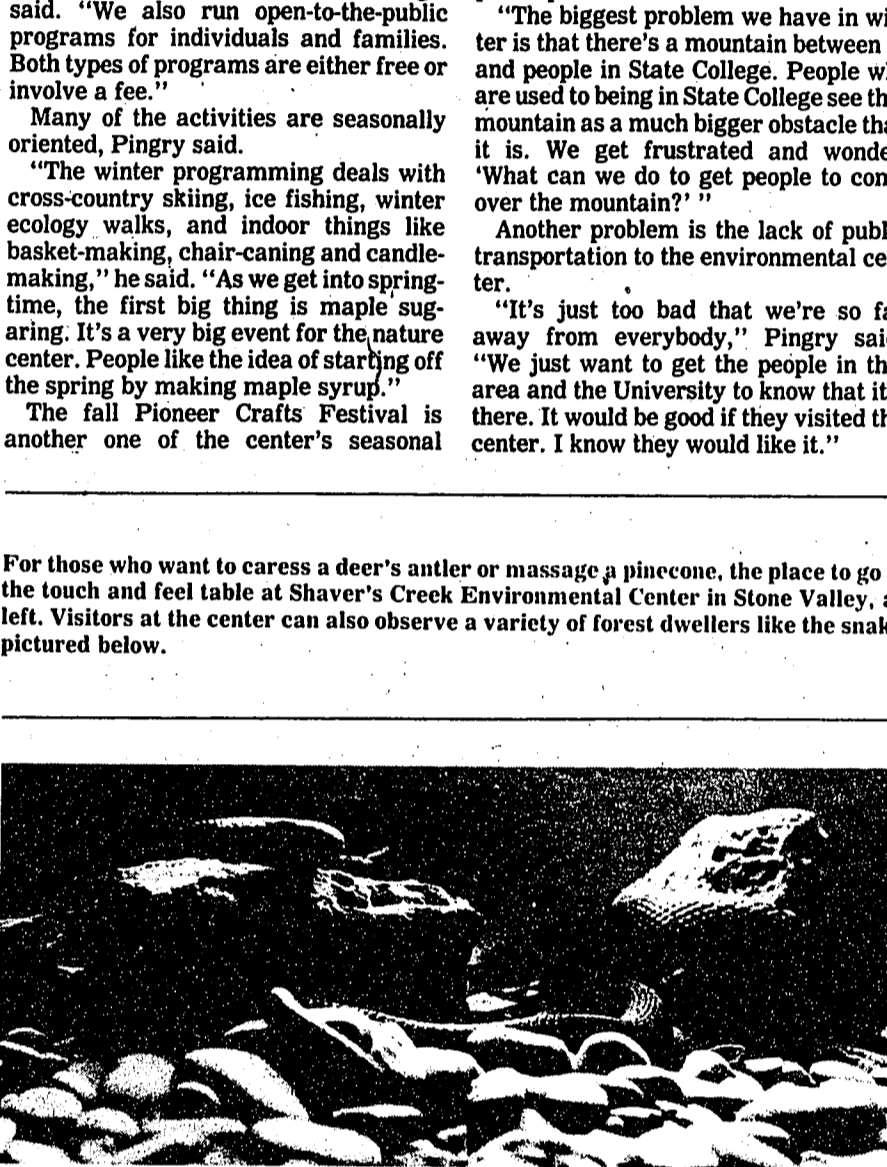 said. "We also run open-to-the-public
programs for individuals and families.
Both types of programs are either free or
involve a fee."
Many of the activities are seasonally
oriented, Pingry said.
"The winter programming deals with
cross-country skiing, ice fishing, winter
ecology walks, and indoor things like
basket-making, chair-caning and candle-
making," he said. "As we get into spring-
time, the first big thing is maple sug-
aring. It's a very big event for the nature
center. People like the idea of starting off
the spring by making maple syrup."
The fall Pioneer Crafts Festival is
another one of the center's seasonal
"The biggest problem we have in wi
ter is that there's a mountain between
and people in State College. People w
are used to being in State College see th
mountain as a much bigger obstacle tha
it is. We get frustrated and wonde
'What can we do to get people to com
over the mountain?' "
Another problem is the lack of publ
transportation to the environmental ce
ter.
"It's just too bad that we're so fa
away from everybody," Pingry sai
"We just want to get the people in th
area and the University to know that it
there. It would be good if they visited th
center. I know they would like it."
For those who want to caress a deer's antler or massage a pinecone, the place to go
the touch and feel table at Shaver's Creek Environmental Center in Stone Valley, a
left. Visitors at the center can also observe a variety of forest dwellers like the snak
pictured below.